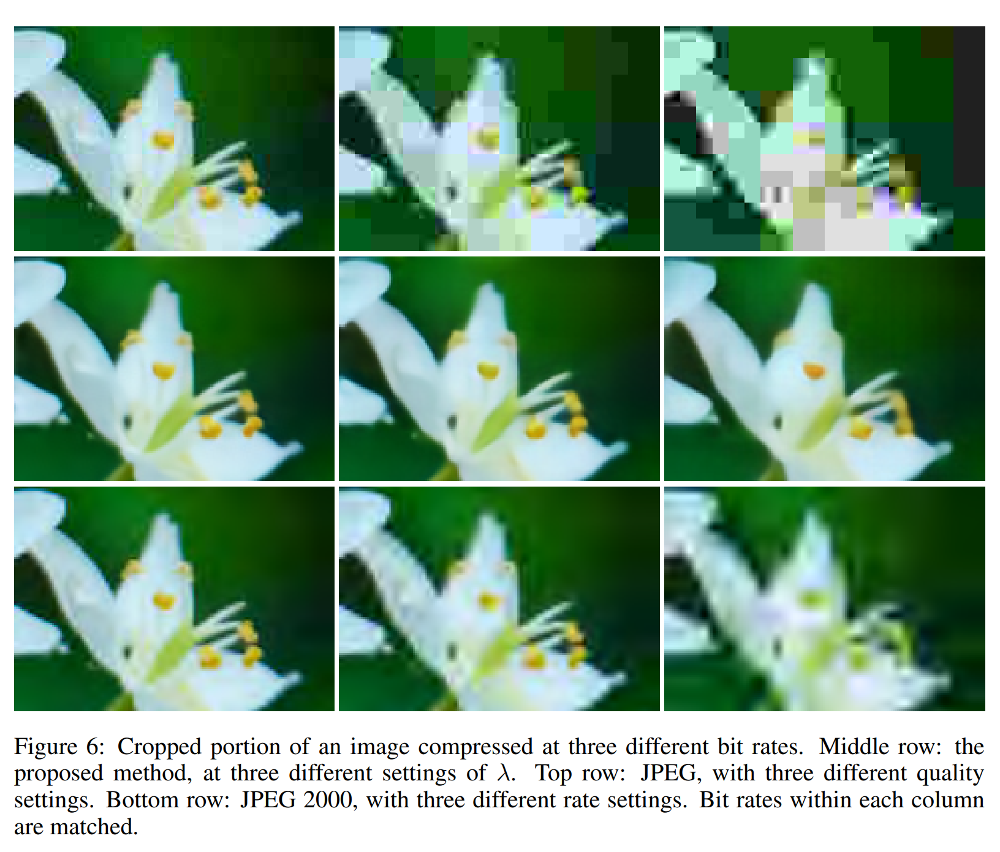 Figure 6: Cropped portion of an image compressed at three different bit rates. Middle row: the
proposed method, at three different settings of λ. Top row: JPEG, with three different quality
settings. Bottom row: JPEG 2000, with three different rate settings. Bit rates within each column
are matched.